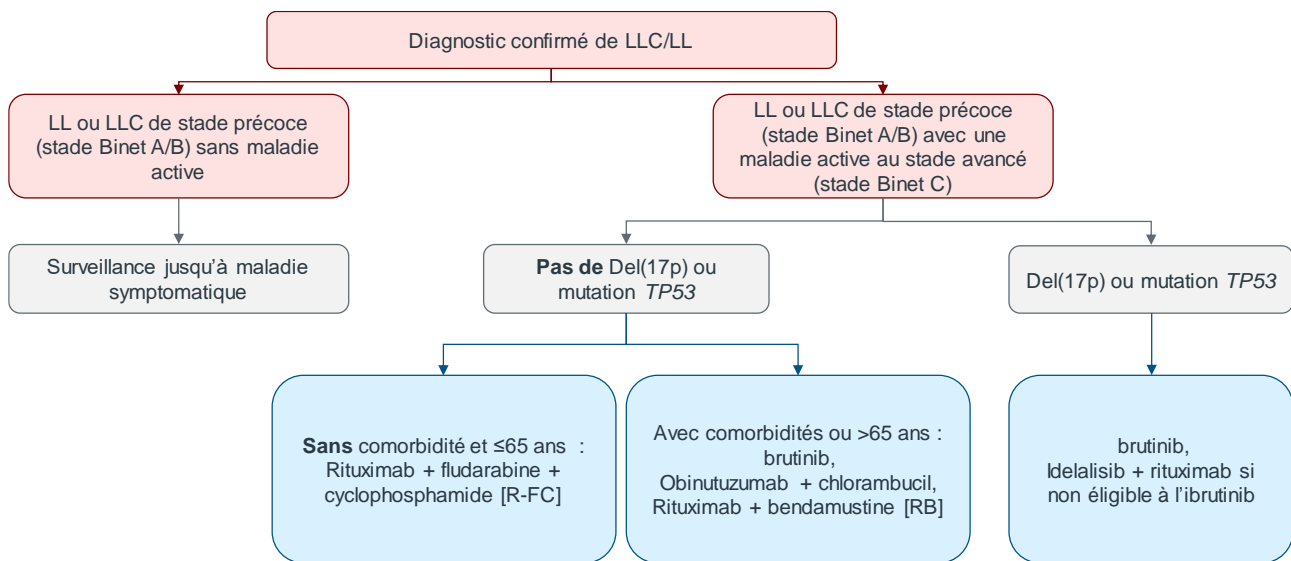 Diagnostic confirmé de LLC/LL
LL ou LLC de stade précoce
(stade Binet A/B) sans maladie
active
LL ou LLC de stade précoce
(stade Binet A/B) avec une
maladie active au stade avancé
(stade Binet C)
Surveillance jusqu'à maladie
symptomatique
Pas de Del(17p) ou
mutation TP53
Del(17p) ou mutation TP53
Sans comorbidité et ≤65 ans :
Rituximab + fludarabine +
cyclophosphamide [R-FC]
Avec comorbidités ou >65 ans :
brutinib,
Obinutuzumab + chlorambucil,
Rituximab + bendamustine [RB]
brutinib,
Idelalisib + rituximab si
non éligible à l'ibrutinib